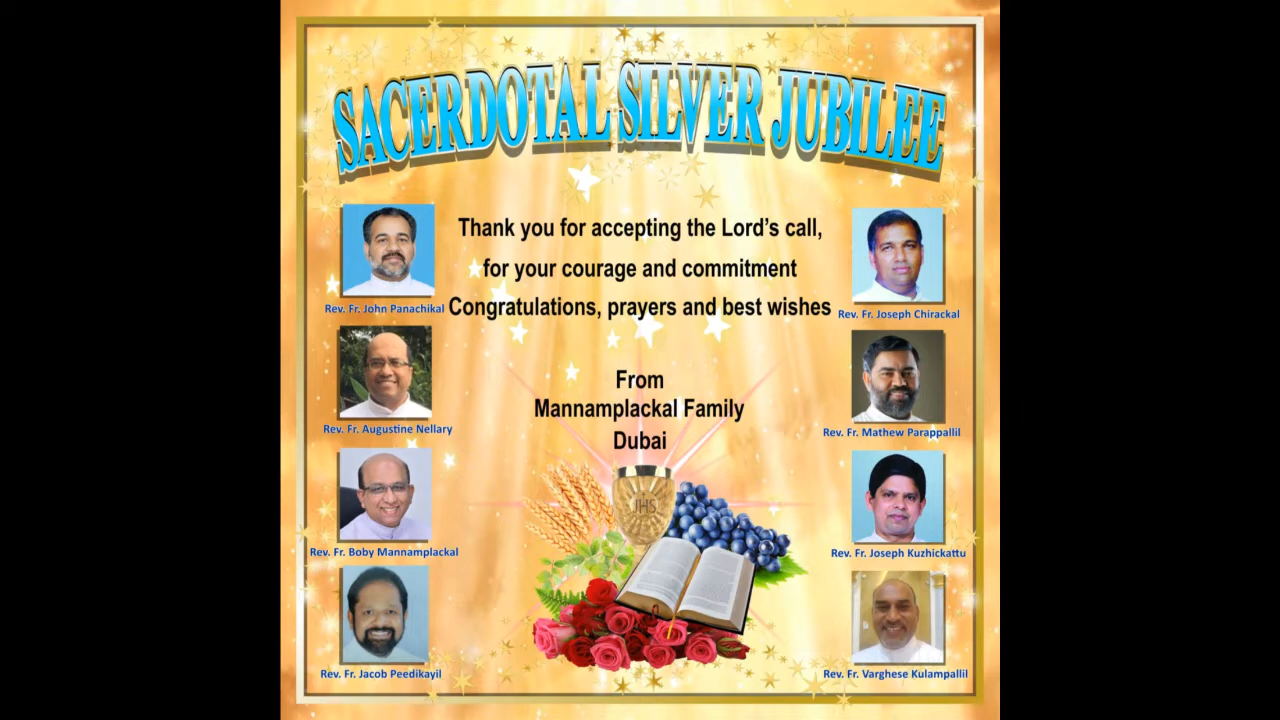 SACERDOTAL SILVER JUBILEE
Thank you for accepting the Lord's call,
for your courage and commitment
Congratulations, prayers and best wishes
From
Mannamplackal Family
Dubai
JHS
Rev. Fr. John Panachikal
Rev. Fr. Augustine Nellary
Rev. Fr. Boby Mannamplackal
Rev. Fr. Jacob Peedikayil
Rev. Fr. Joseph Chirackal
Rev. Fr. Mathew Parappallil
Rev. Fr. Joseph Kuzhickattu
Rev. Fr. Varghese Kulampallil